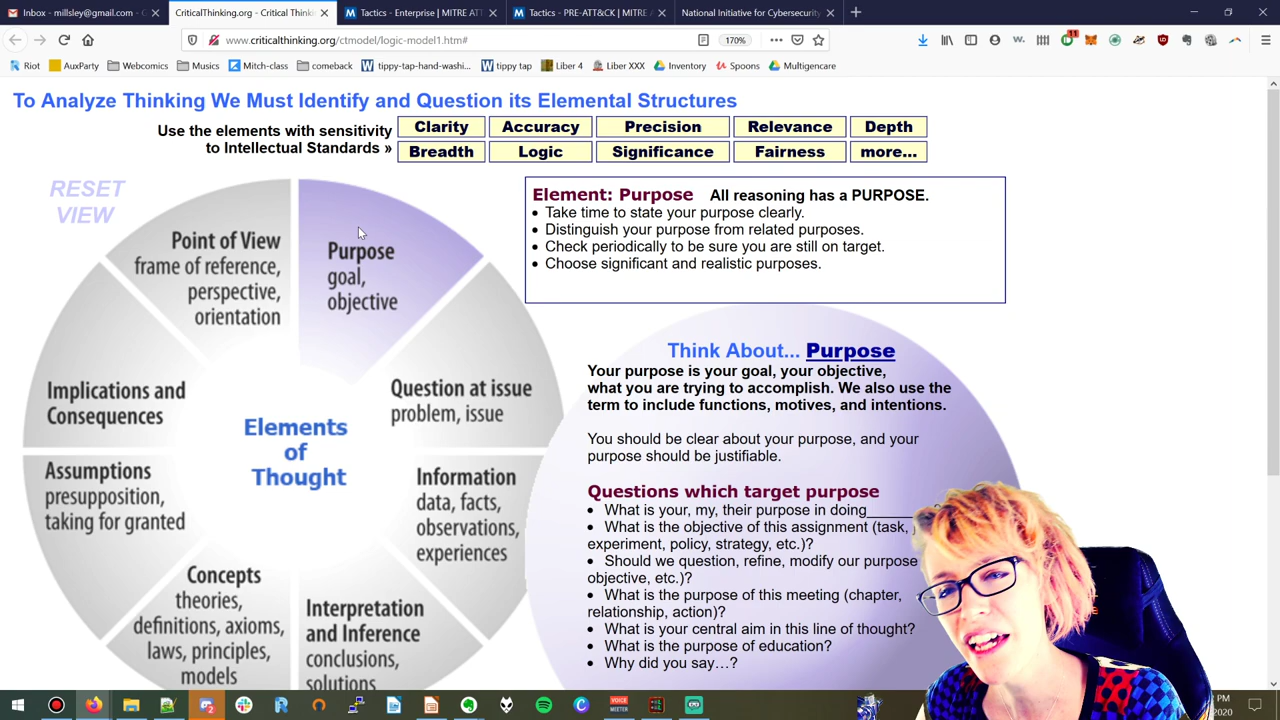 Inbox - millsley@gmail.com - G
CriticalThinking.org - Critical Thinki
Tactics - Enterprise | MITRE ATT
Tactics - PRE-ATT&CK | MITRE A
National Initiative for Cybersecurity
www.criticalthinking.org/ctmodel/logic-model1.htm#
170%
11
Riot
AuxParty
Webcomics
Musics
Mitch-class
comeback
tippy-tap-hand-washi...
tippy tap
Liber 4
Liber XXX
Inventory
Spoons
Multigencare
To Analyze Thinking We Must Identify and Question its Elemental Structures
Use the elements with sensitivity
to Intellectual Standards »
Clarity
Accuracy
Precision
Relevance
Depth
Breadth
Logic
Significance
Fairness
more...
RESET
VIEW
Point of View
frame of reference,
perspective,
orientation
Purpose
goal,
objective
Implications and
Consequences
Question at issue
problem, issue
Elements
of
Thought
Assumptions
presupposition,
taking for granted
Information
data, facts,
observations,
experiences
Concepts
theories,
definitions, axioms,
laws, principles,
models
Interpretation
and Inference
conclusions,
solutions
Element: Purpose All reasoning has a PURPOSE.
• Take time to state your purpose clearly.
• Distinguish your purpose from related purposes.
• Check periodically to be sure you are still on target.
• Choose significant and realistic purposes.
Think About... Purpose
Your purpose is your goal, your objective,
what you are trying to accomplish. We also use the
term to include functions, motives, and intentions.
You should be clear about your purpose, and your
purpose should be justifiable.
Questions which target purpose
• What is your, my, their purpose in doing______
• What is the objective of this assignment (task,
experiment, policy, strategy, etc.)?
• Should we question, refine, modify our purpose
objective, etc.)?
• What is the purpose of this meeting (chapter,
relationship, action)?
• What is your central aim in this line of thought?
• What is the purpose of education?
• Why did you say…?
VOICE
MEETER
PM
2020